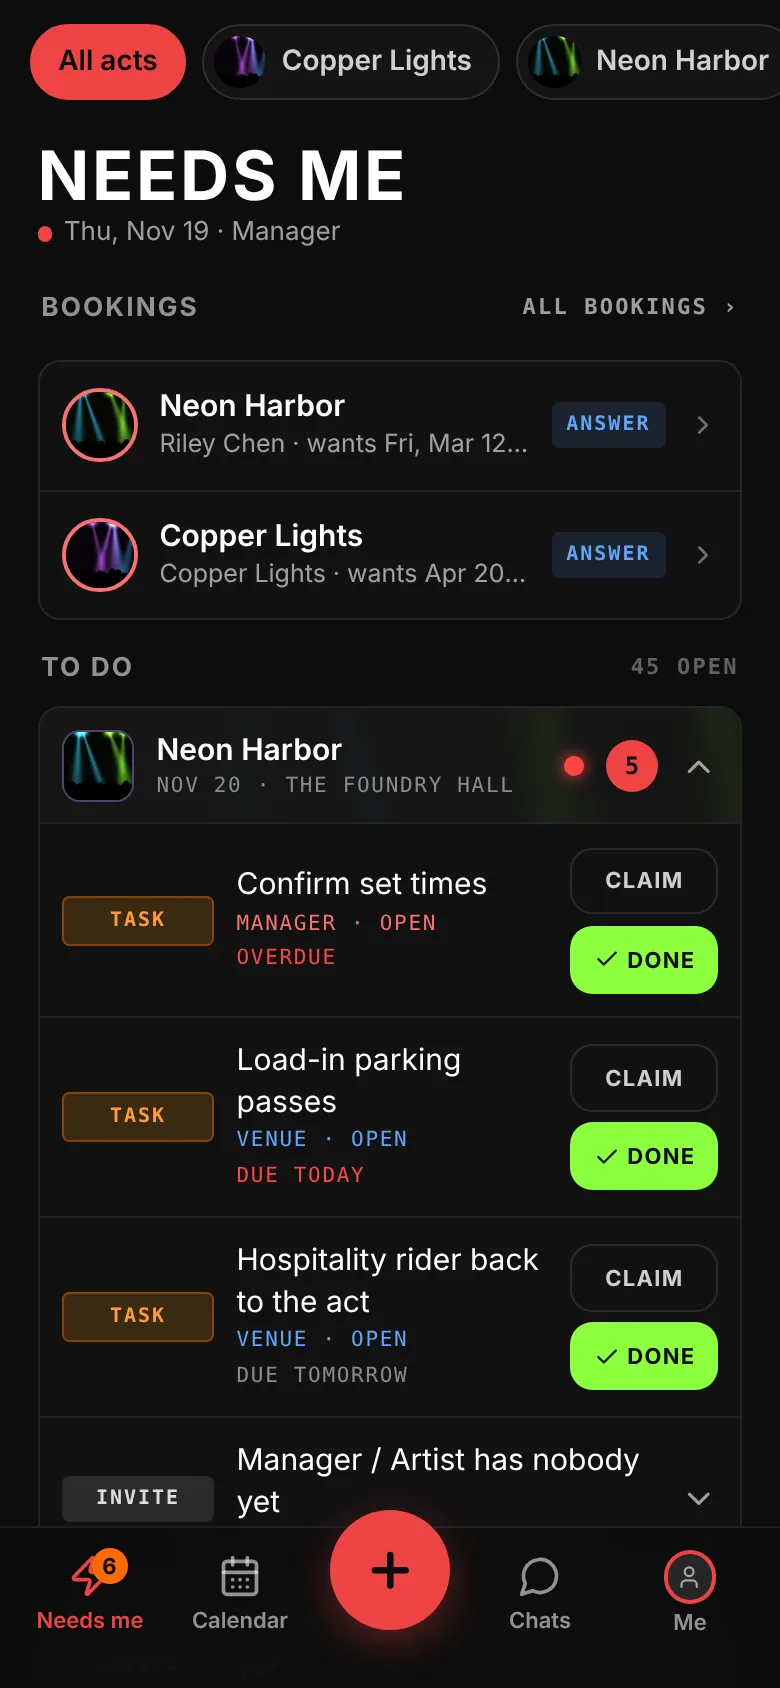 All acts
Copper Lights
Neon Harbor
NEEDS ME
Thu, Nov 19 · Manager
BOOKINGS
ALL BOOKINGS ›
Neon Harbor
Riley Chen · wants Fri, Mar 12...
ANSWER
Copper Lights
Copper Lights · wants Apr 20...
ANSWER
TO DO
45 OPEN
Neon Harbor
NOV 20 · THE FOUNDRY HALL
5
TASK
Confirm set times
MANAGER · OPEN
OVERDUE
CLAIM
✓ DONE
TASK
Load-in parking
passes
VENUE · OPEN
DUE TODAY
CLAIM
✓ DONE
TASK
Hospitality rider back
to the act
VENUE · OPEN
DUE TOMORROW
CLAIM
✓ DONE
INVITE
Manager / Artist has nobody
yet
6
Needs me
Calendar
+
Chats
Me